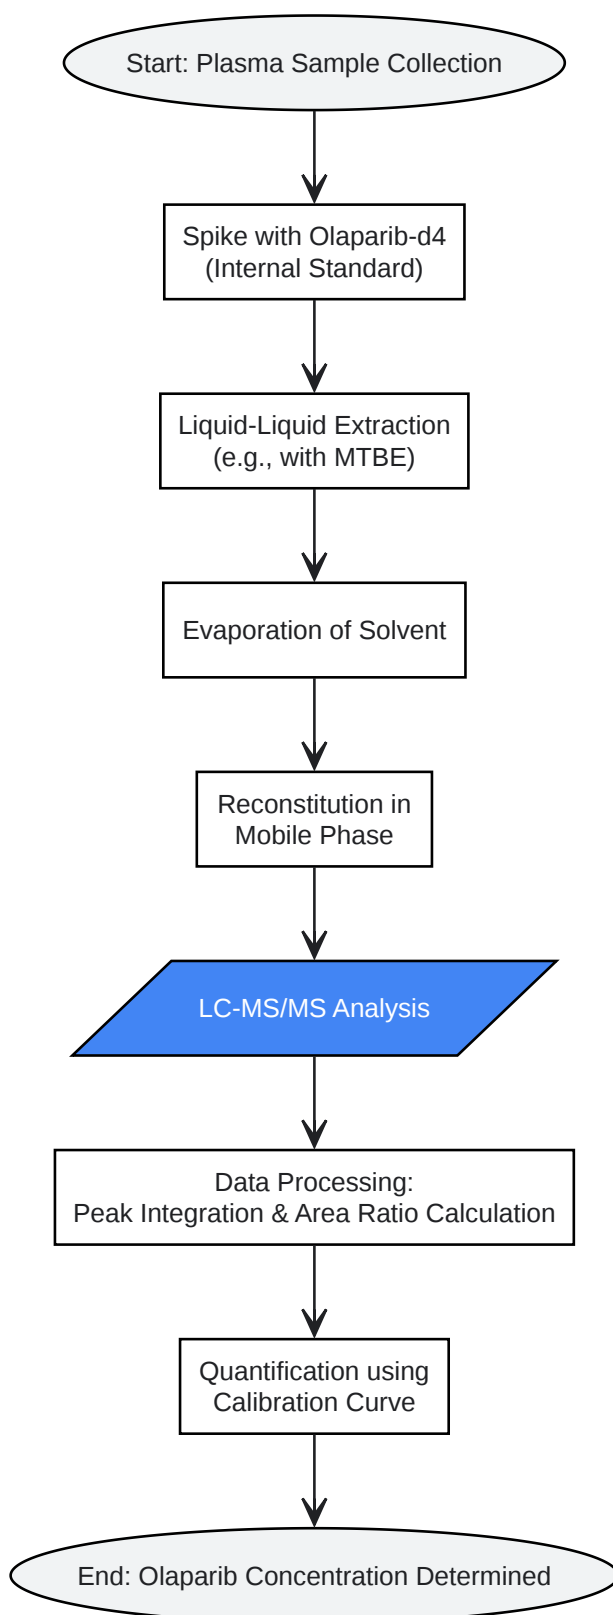 Start: Plasma Sample Collection
Spike with Olaparib-d4
(Internal Standard)
Liquid-Liquid Extraction
(e.g., with MTBE)
Evaporation of Solvent
Reconstitution in
Mobile Phase
LC-MS/MS Analysis
Data Processing:
Peak Integration & Area Ratio Calculation
Quantification using
Calibration Curve
End: Olaparib Concentration Determined